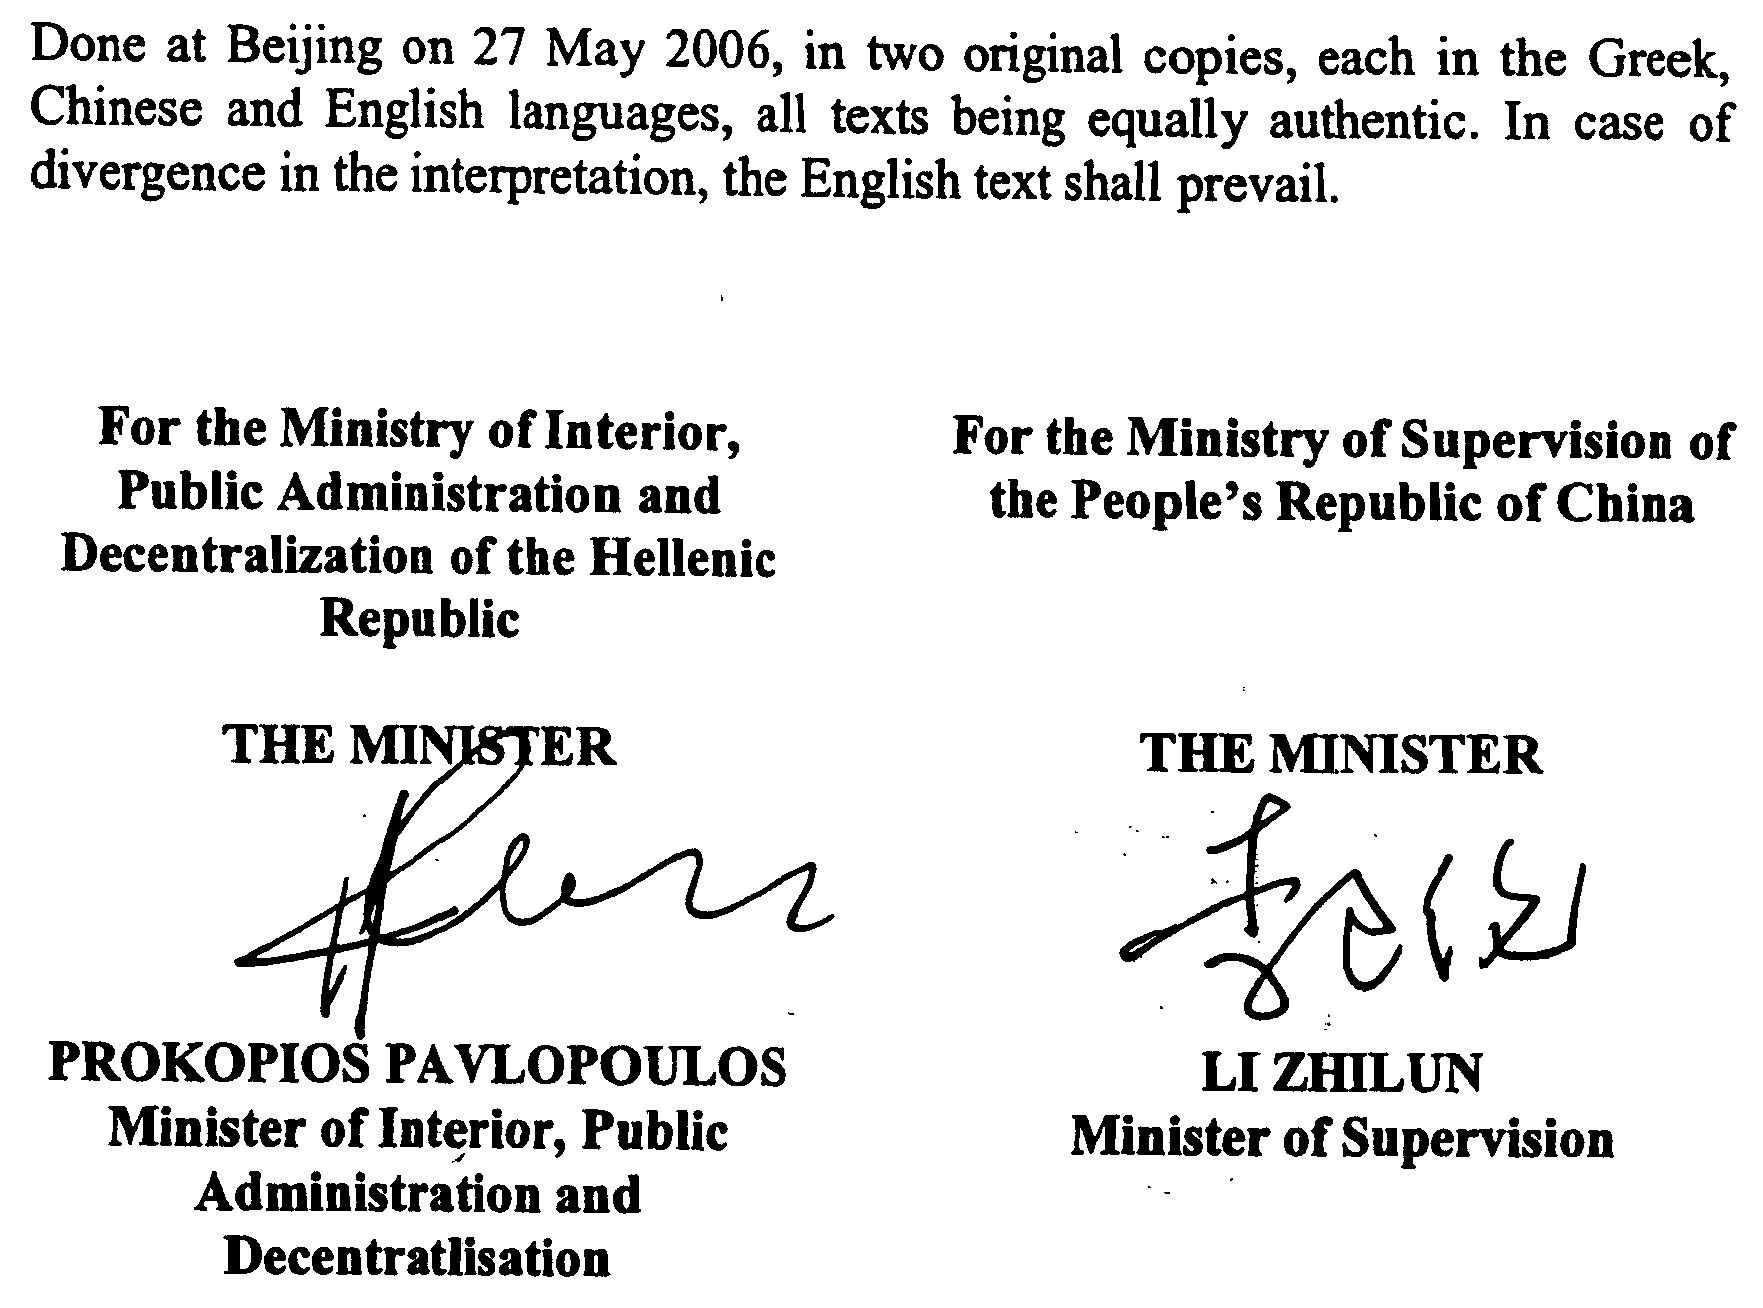 Done at Beijing on 27 May 2006, in two original copies, each in the Greek,
Chinese and English languages, all texts being equally authentic. In case of
divergence in the interpretation, the English text shall prevail.
For the Ministry of Interior,
Public Administration and
Decentralization of the Hellenic
Republic
THE MINISTER
PROKOPIOS PAVLOPOULOS
Minister of Interior, Public
Administration and
Decentratlisation
For the Ministry of Supervision of
the People's Republic of China
THE MINISTER
李至伦
LI ZHILUN
Minister of Supervision